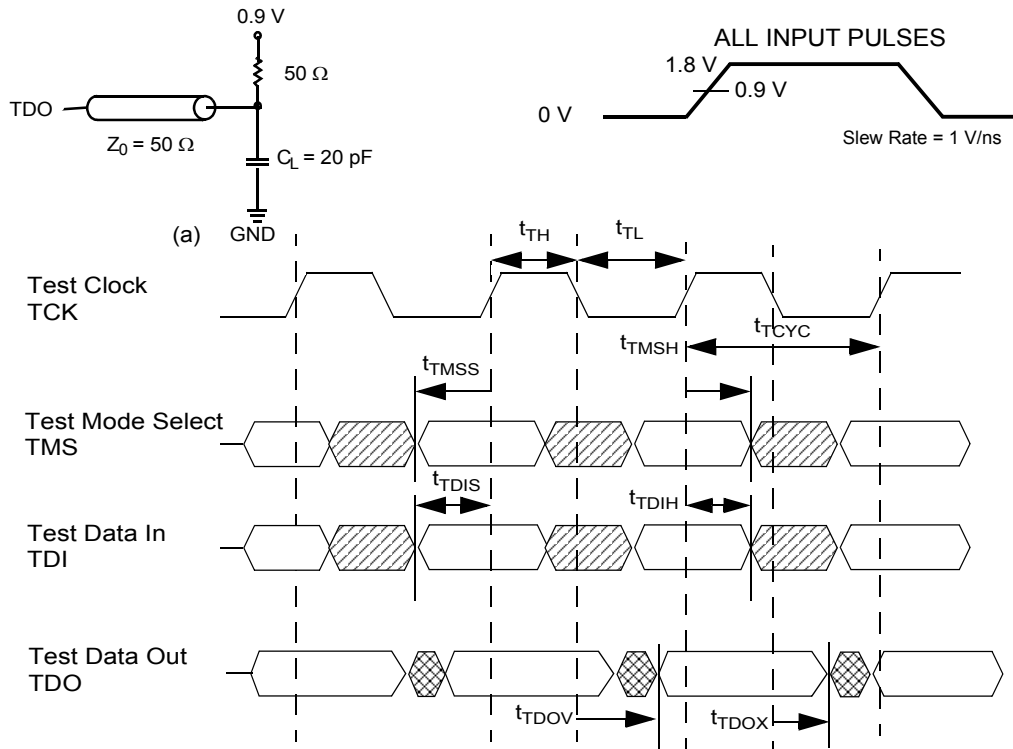 0.9 V
50 Ω
TDO
Z0 = 50 Ω
CL = 20 pF
GND
(a)
ALL INPUT PULSES
1.8 V
0.9 V
0 V
Slew Rate = 1 V/ns
tTH
tTL
Test Clock
TCK
tTMSH
tTCYC
tTMSS
Test Mode Select
TMS
tTDIS
tTDIH
Test Data In
TDI
Test Data Out
TDO
tTDOV
tTDOX